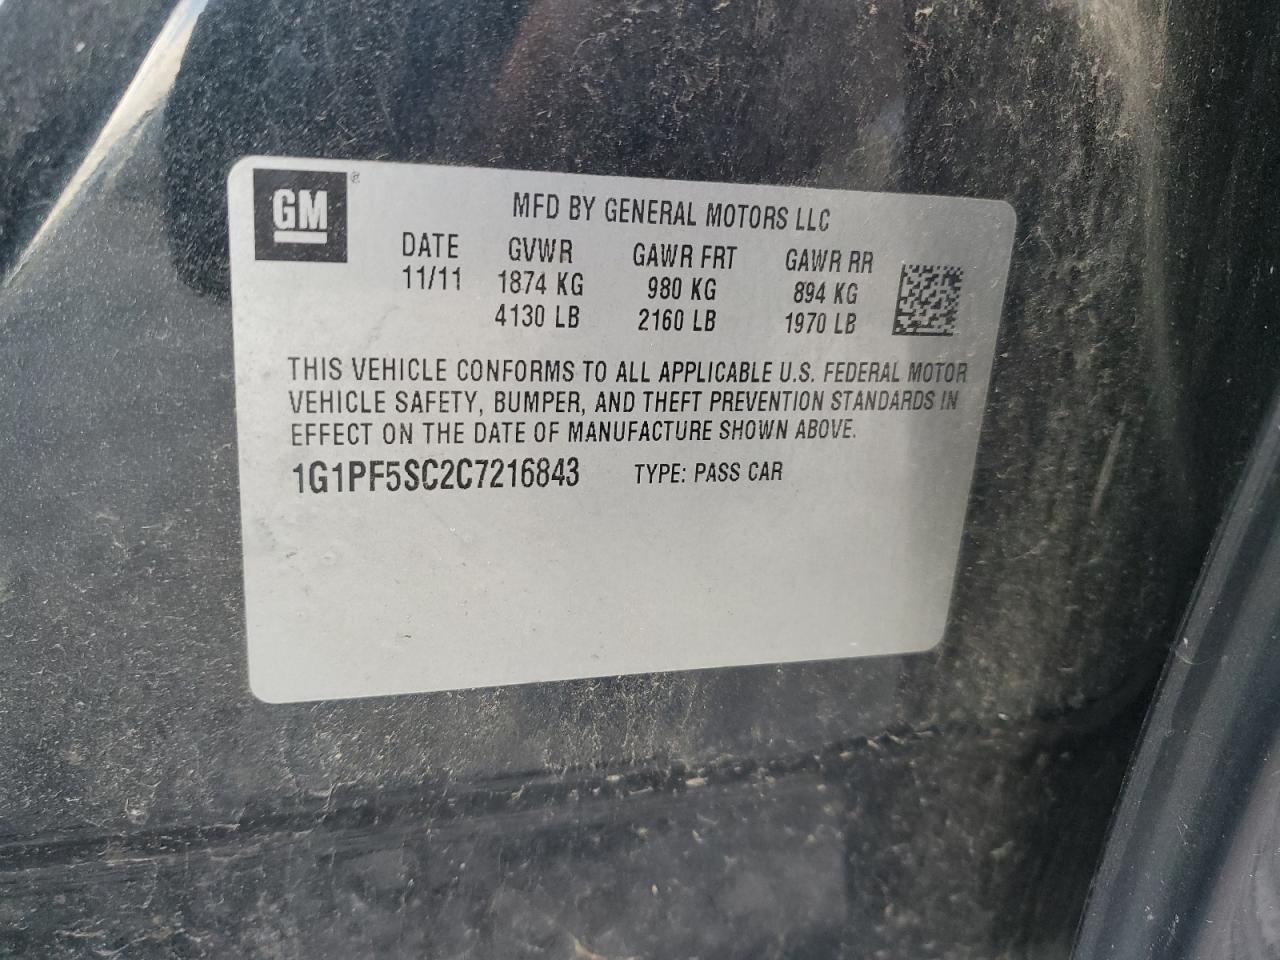 GM ®
MFD BY GENERAL MOTORS LLC
DATE GVWR GAWR FRT GAWR RR
11/11 1874 KG 980 KG 894 KG
4130 LB 2160 LB 1970 LB
THIS VEHICLE CONFORMS TO ALL APPLICABLE U.S. FEDERAL MOTOR
VEHICLE SAFETY, BUMPER, AND THEFT PREVENTION STANDARDS IN
EFFECT ON THE DATE OF MANUFACTURE SHOWN ABOVE.
1G1PF5SC2C7216843 TYPE: PASS CAR